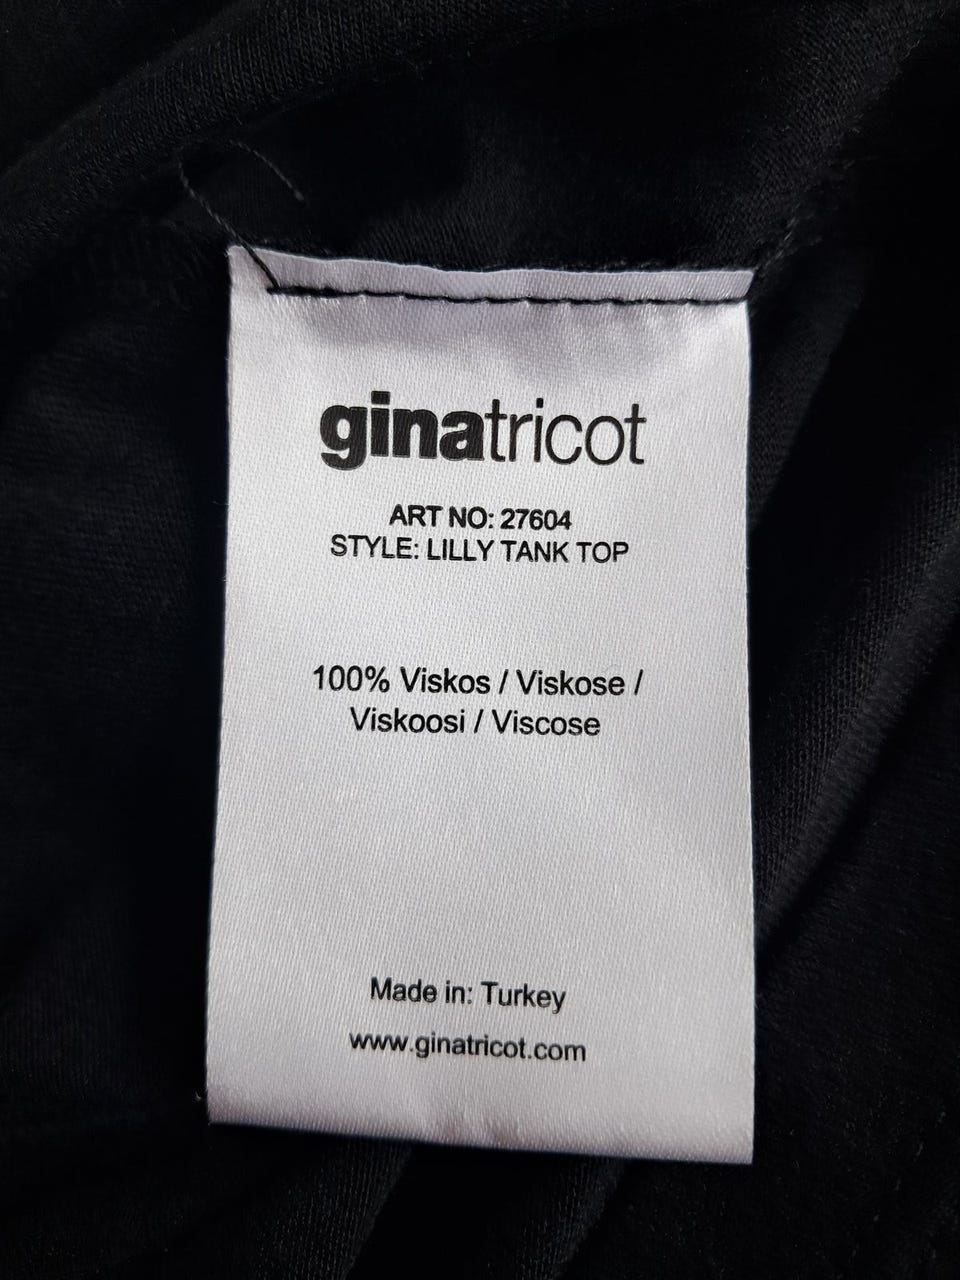 ginatricot
ART NO: 27604
STYLE: LILLY TANK TOP
100% Viskos / Viskose /
Viskoosi / Viscose
Made in: Turkey
www.ginatricot.com